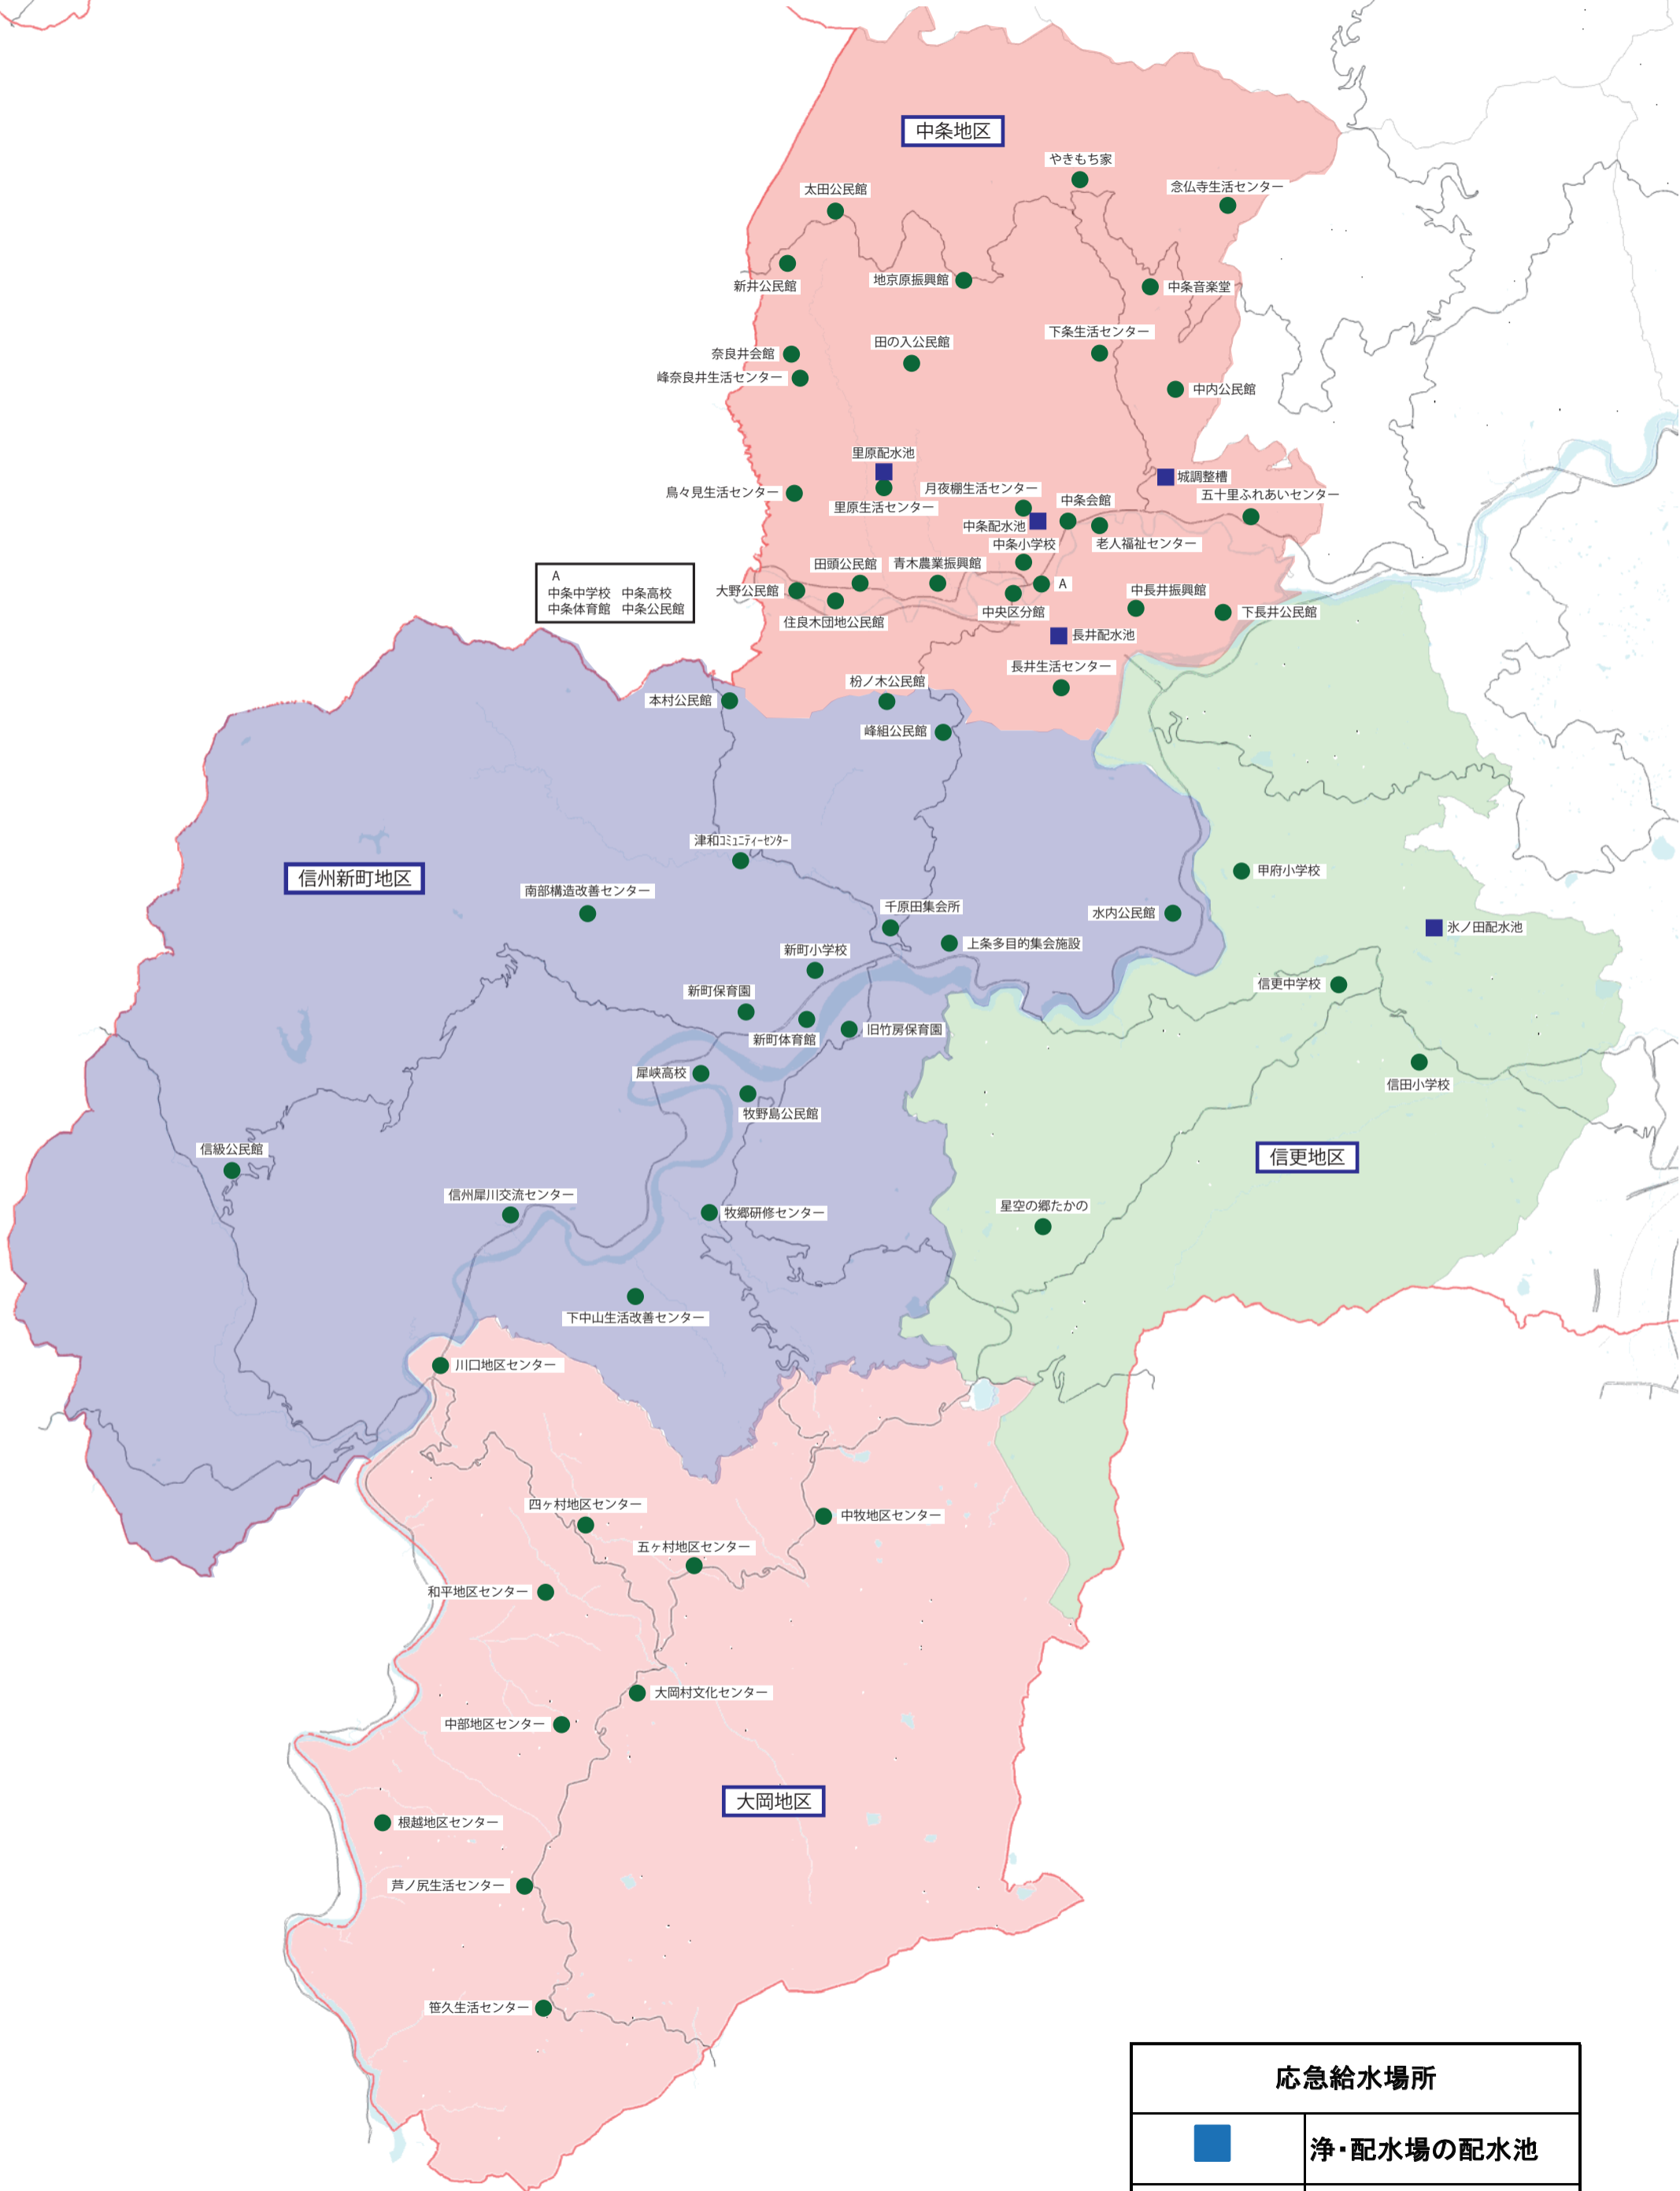 中条地区
やきもち家
念仏寺生活センター
太田公民館
新井公民館
地京原振興館
中条音楽堂
下条生活センター
田の入公民館
奈良井会館
峰奈良井生活センター
中内公民館
里原配水池
城調整槽
鳥々見生活センター
里原生活センター
月夜棚生活センター
中条会館
五十里ふれあいセンター
中条配水池
老人福祉センター
中条小学校
田頭公民館
青木農業振興館
A
大野公民館
中長井振興館
住良木団地公民館
中央区分館
下長井公民館
長井配水池
A
中条中学校 中条高校
中条体育館 中条公民館
長井生活センター
枌ノ木公民館
本村公民館
峰組公民館
津和ｺﾐｭﾆﾃｨｰｾﾝﾀｰ
信州新町地区
南部構造改善センター
甲府小学校
千原田集会所
水内公民館
氷ノ田配水池
上条多目的集会施設
新町小学校
信更中学校
新町保育園
新町体育館
旧竹房保育園
犀峡高校
信田小学校
牧野島公民館
信級公民館
信更地区
信州犀川交流センター
牧郷研修センター
星空の郷たかの
下中山生活改善センター
川口地区センター
四ヶ村地区センター
中牧地区センター
五ヶ村地区センター
和平地区センター
大岡村文化センター
中部地区センター
大岡地区
根越地区センター
芦ノ尻生活センター
笹久生活センター
応急給水場所
浄・配水場の配水池